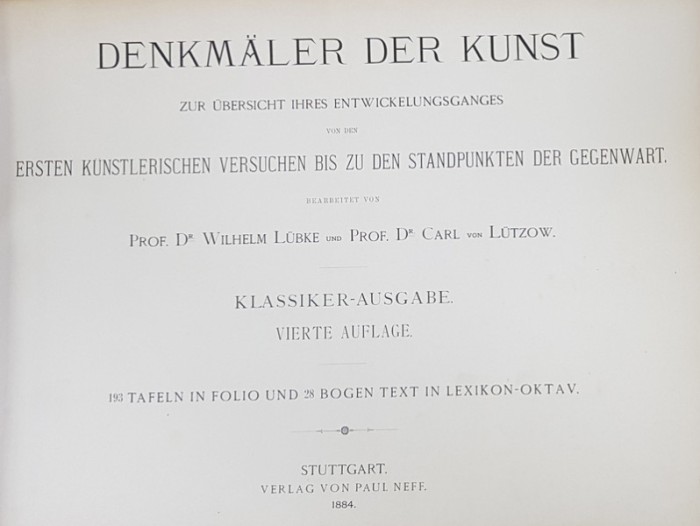 DENKMÄLER DER KUNST
ZUR ÜBERSICHT IHRES ENTWICKELUNGSGANGES
VON DEN
ERSTEN KÜNSTLERISCHEN VERSUCHEN BIS ZU DEN STANDPUNKTEN DER GEGENWART.
BEARBEITET VON
PROF. DR. WILHELM LÜBKE UND PROF. DR. CARL VON LÜTZOW.
KLASSIKER-AUSGABE.
VIERTE AUFLAGE.
193 TAFELN IN FOLIO UND 28 BOGEN TEXT IN LEXIKON-OKTAV.
STUTTGART.
VERLAG VON PAUL NEFF.
1884.